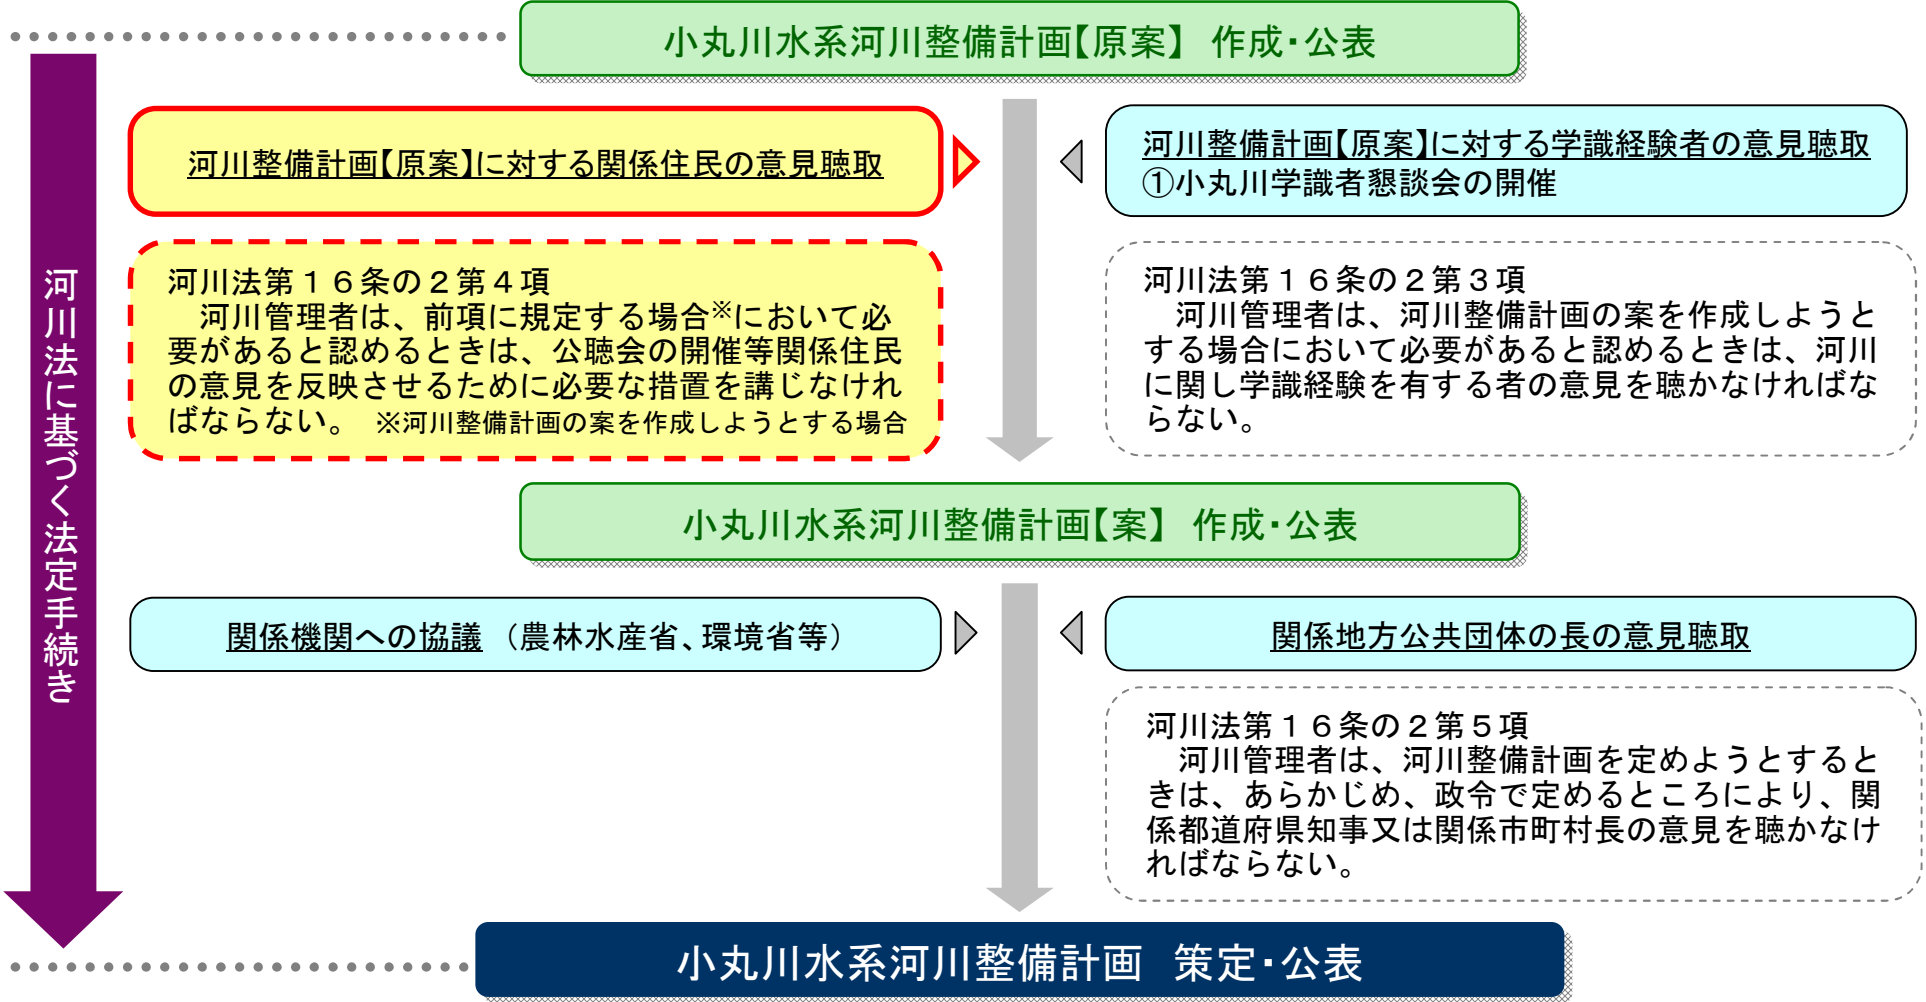 小丸川水系河川整備計画【原案】 作成・公表
河川整備計画【原案】に対する関係住民の意見聴取
河川整備計画【原案】に対する学識経験者の意見聴取
①小丸川学識者懇談会の開催
河川法第16条の2第4項
河川管理者は、前項に規定する場合※において必
要があると認めるときは、公聴会の開催等関係住民
の意見を反映させるために必要な措置を講じなけれ
ばならない。 ※河川整備計画の案を作成しようとする場合
河川法第16条の2第3項
河川管理者は、河川整備計画の案を作成しようと
する場合において必要があると認めるときは、河川
に関し学識経験を有する者の意見を聴かなければな
らない。
河川法に基づく法定手続き
小丸川水系河川整備計画【案】 作成・公表
関係機関への協議 (農林水産省、環境省等)
関係地方公共団体の長の意見聴取
河川法第16条の2第5項
河川管理者は、河川整備計画を定めようとすると
きは、あらかじめ、政令で定めるところにより、関
係都道府県知事又は関係市町村長の意見を聴かなけ
ればならない。
小丸川水系河川整備計画 策定・公表